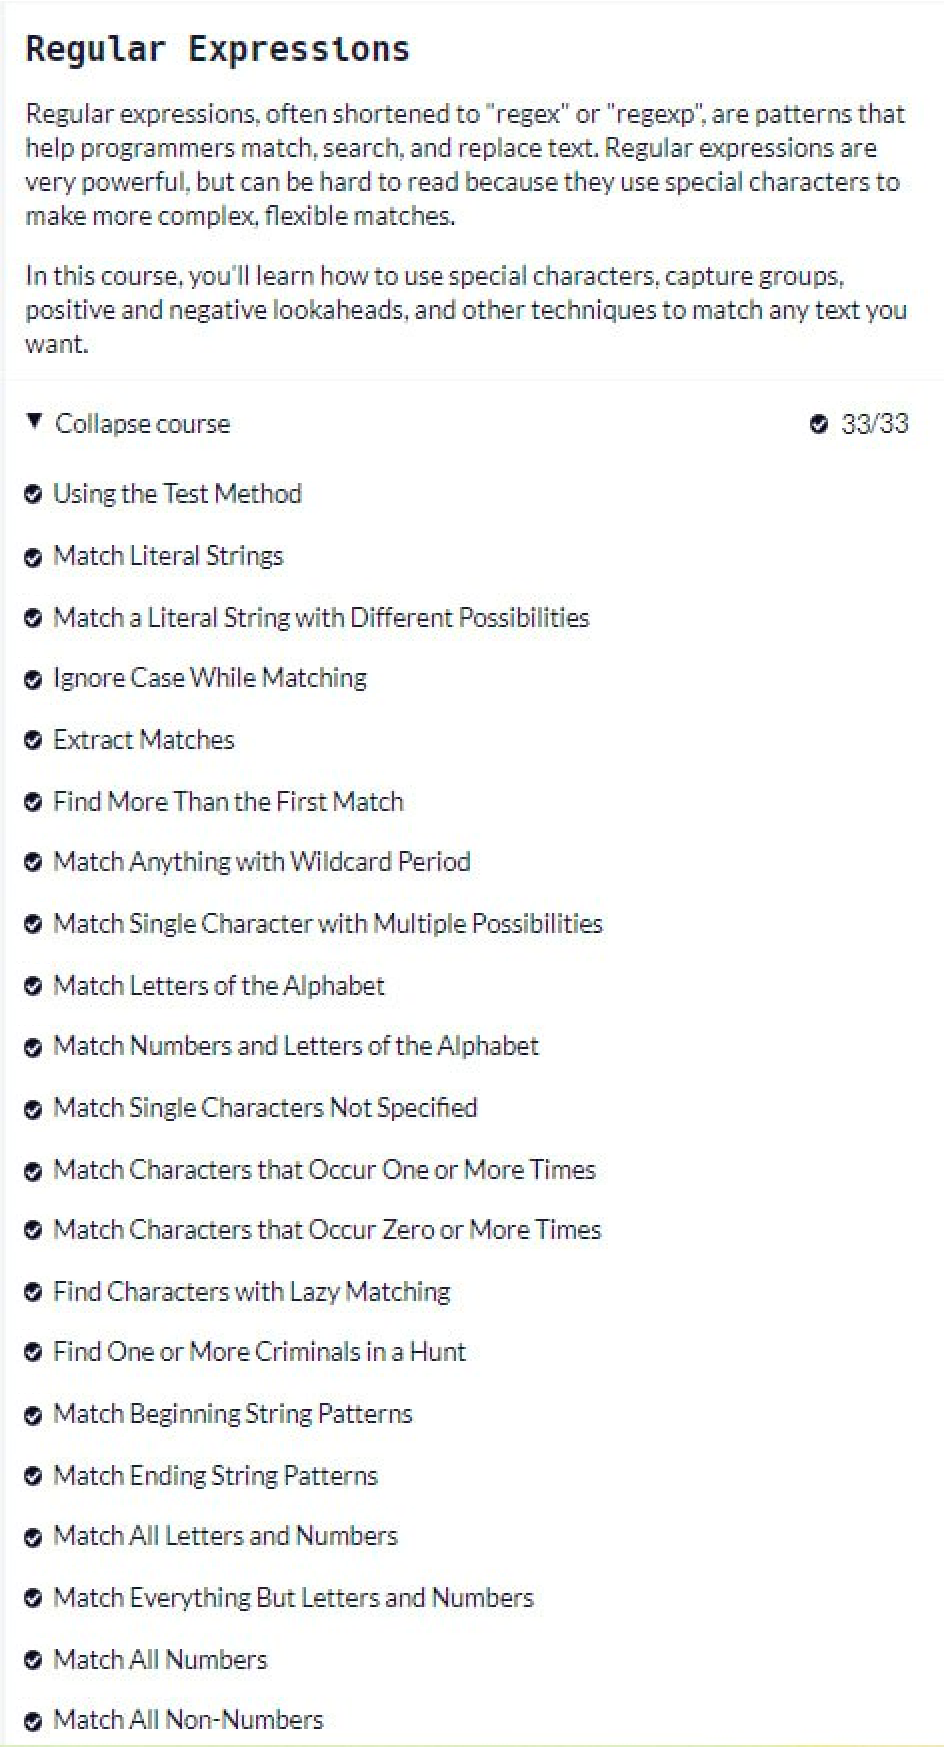 Regular Expressions
Regular expressions, often shortened to "regex" or "regexp", are patterns that
help programmers match, search, and replace text. Regular expressions are
very powerful, but can be hard to read because they use special characters to
make more complex, flexible matches.
In this course, you'll learn how to use special characters, capture groups,
positive and negative lookaheads, and other techniques to match any text you
want.
Collapse course 33/33
Using the Test Method
Match Literal Strings
Match a Literal String with Different Possibilities
Ignore Case While Matching
Extract Matches
Find More Than the First Match
Match Anything with Wildcard Period
Match Single Character with Multiple Possibilities
Match Letters of the Alphabet
Match Numbers and Letters of the Alphabet
Match Single Characters Not Specified
Match Characters that Occur One or More Times
Match Characters that Occur Zero or More Times
Find Characters with Lazy Matching
Find One or More Criminals in a Hunt
Match Beginning String Patterns
Match Ending String Patterns
Match All Letters and Numbers
Match Everything But Letters and Numbers
Match All Numbers
Match All Non-Numbers